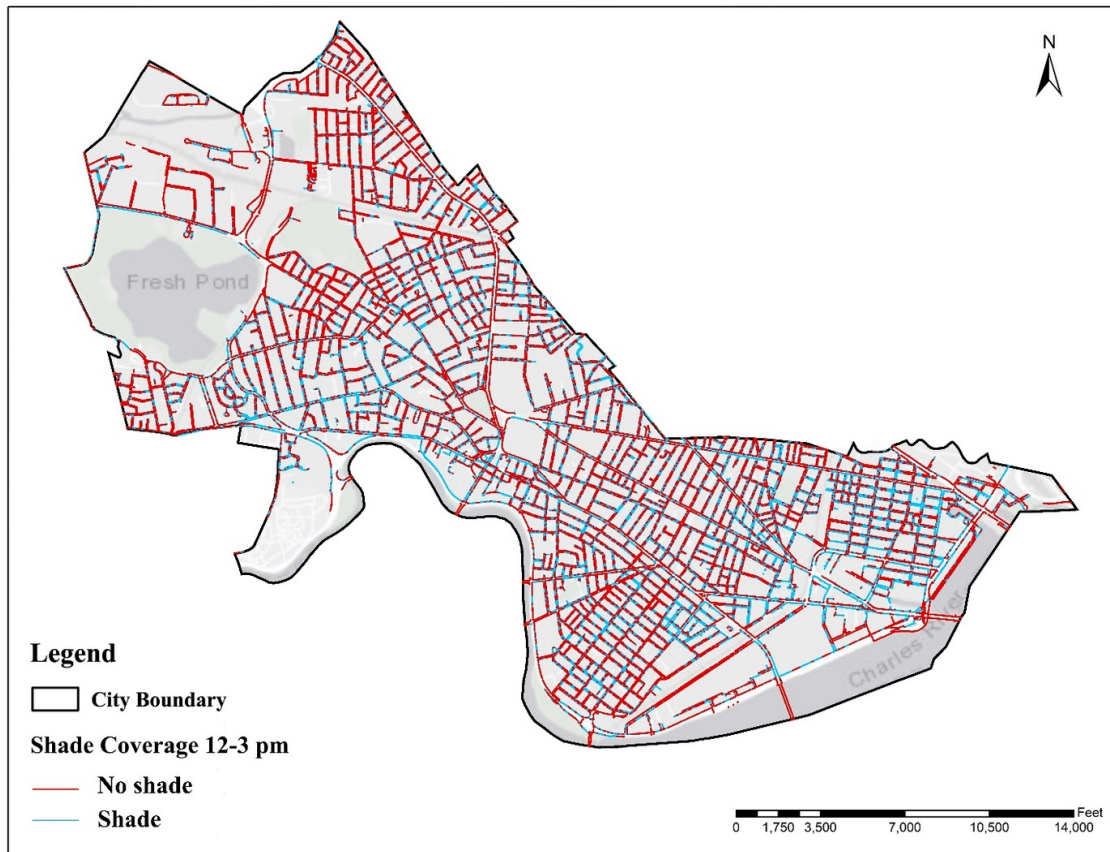 N
Fresh Pond
Charles River
Legend
City Boundary
Shade Coverage 12-3 pm
No shade
Shade
Feet
0 1,750 3,500 7,000 10,500 14,000